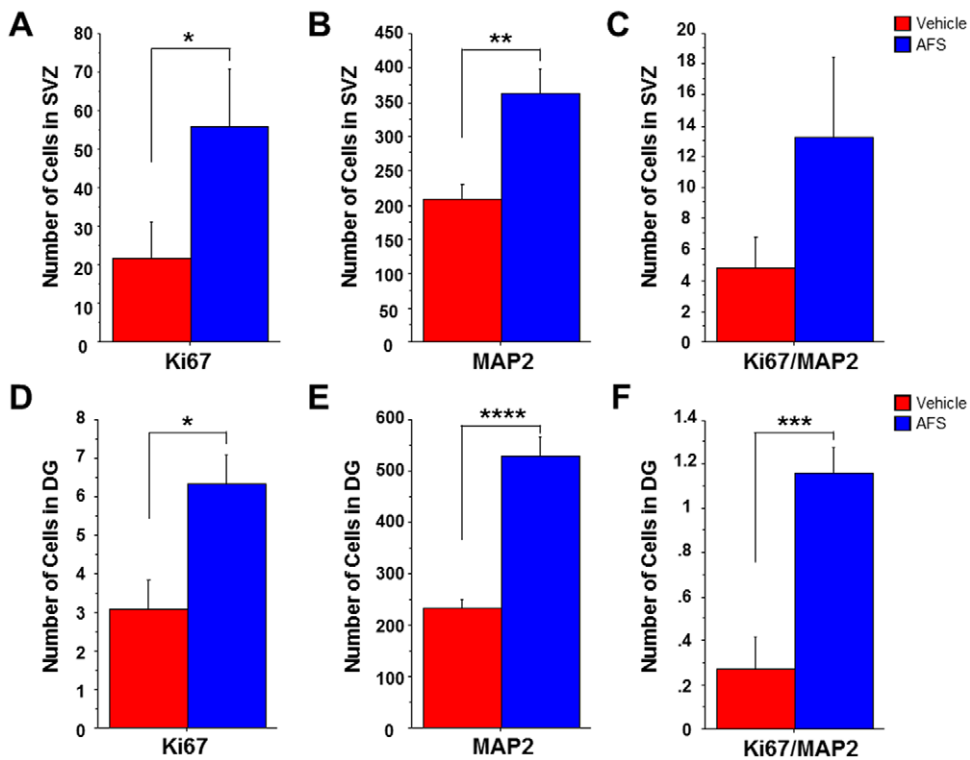 A
B
C
Vehicle
AFS
Number of Cells in SVZ
80
70
60
50
40
30
20
10
0
*
Ki67
Number of Cells in SVZ
450
400
350
300
250
200
150
100
50
0
**
MAP2
Number of Cells in SVZ
20
18
16
14
12
10
8
6
4
2
0
Ki67/MAP2
D
E
F
Vehicle
AFS
Number of Cells in DG
8
7
6
5
4
3
2
1
0
*
Ki67
Number of Cells in DG
600
500
400
300
200
100
0
****
MAP2
Number of Cells in DG
1.4
1.2
1
.8
.6
.4
.2
0
***
Ki67/MAP2